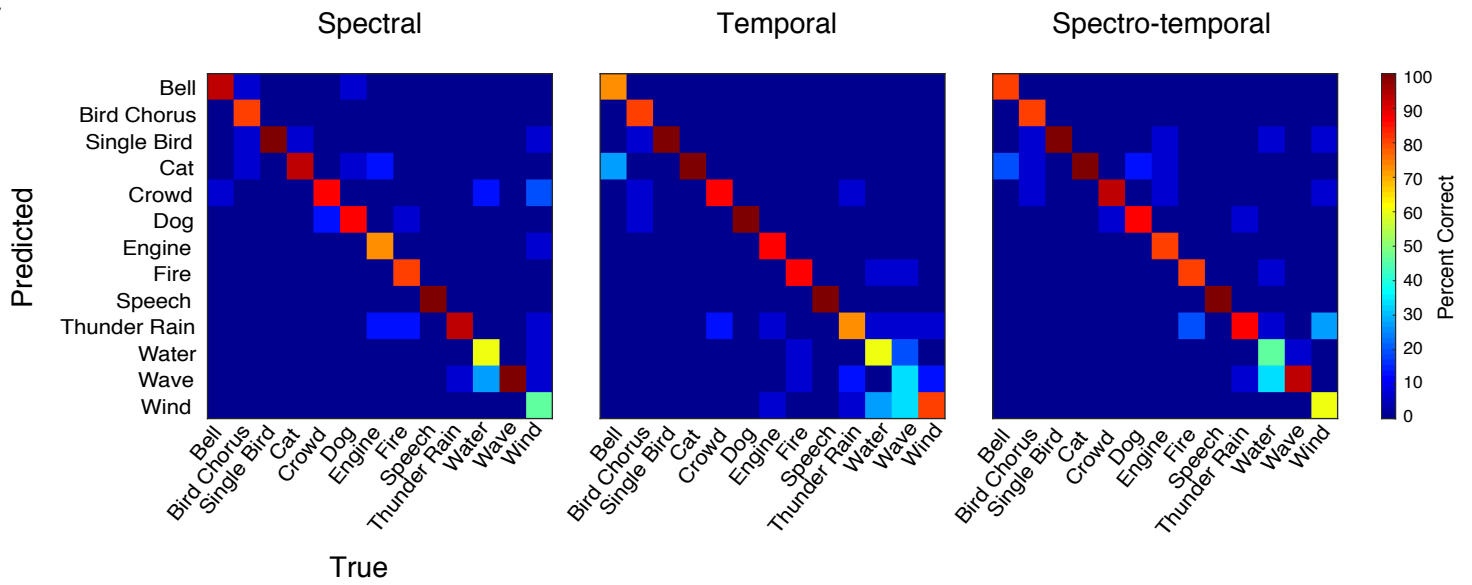 Spectral
Temporal
Spectro-temporal
Predicted
Bell
Bird Chorus
Single Bird
Cat
Crowd
Dog
Engine
Fire
Speech
Thunder Rain
Water
Wave
Wind
Bell
Bird Chorus
Single Bird
Cat
Crowd
Dog
Engine
Fire
Speech
Thunder Rain
Water
Wave
Wind
Bell
Bird Chorus
Single Bird
Cat
Crowd
Dog
Engine
Fire
Speech
Thunder Rain
Water
Wave
Wind
Bell
Bird Chorus
Single Bird
Cat
Crowd
Dog
Engine
Fire
Speech
Thunder Rain
Water
Wave
Wind
True
100
90
80
70
60
50
40
30
20
10
0
Percent Correct